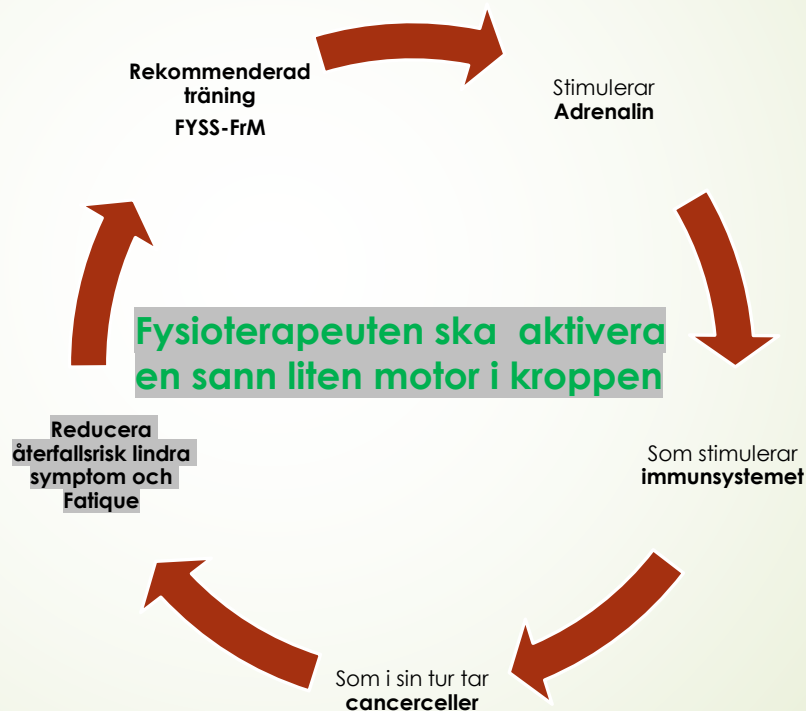 Rekommenderad
träning
FYSS-FrM
Stimulerar
Adrenalin
Som stimulerar
immunsystemet
Som i sin tur tar
cancerceller
Reducera
återfallsrisk lindra
symptom och
Fatique
Fysioterapeuten ska  aktivera
en sann liten motor i kroppen